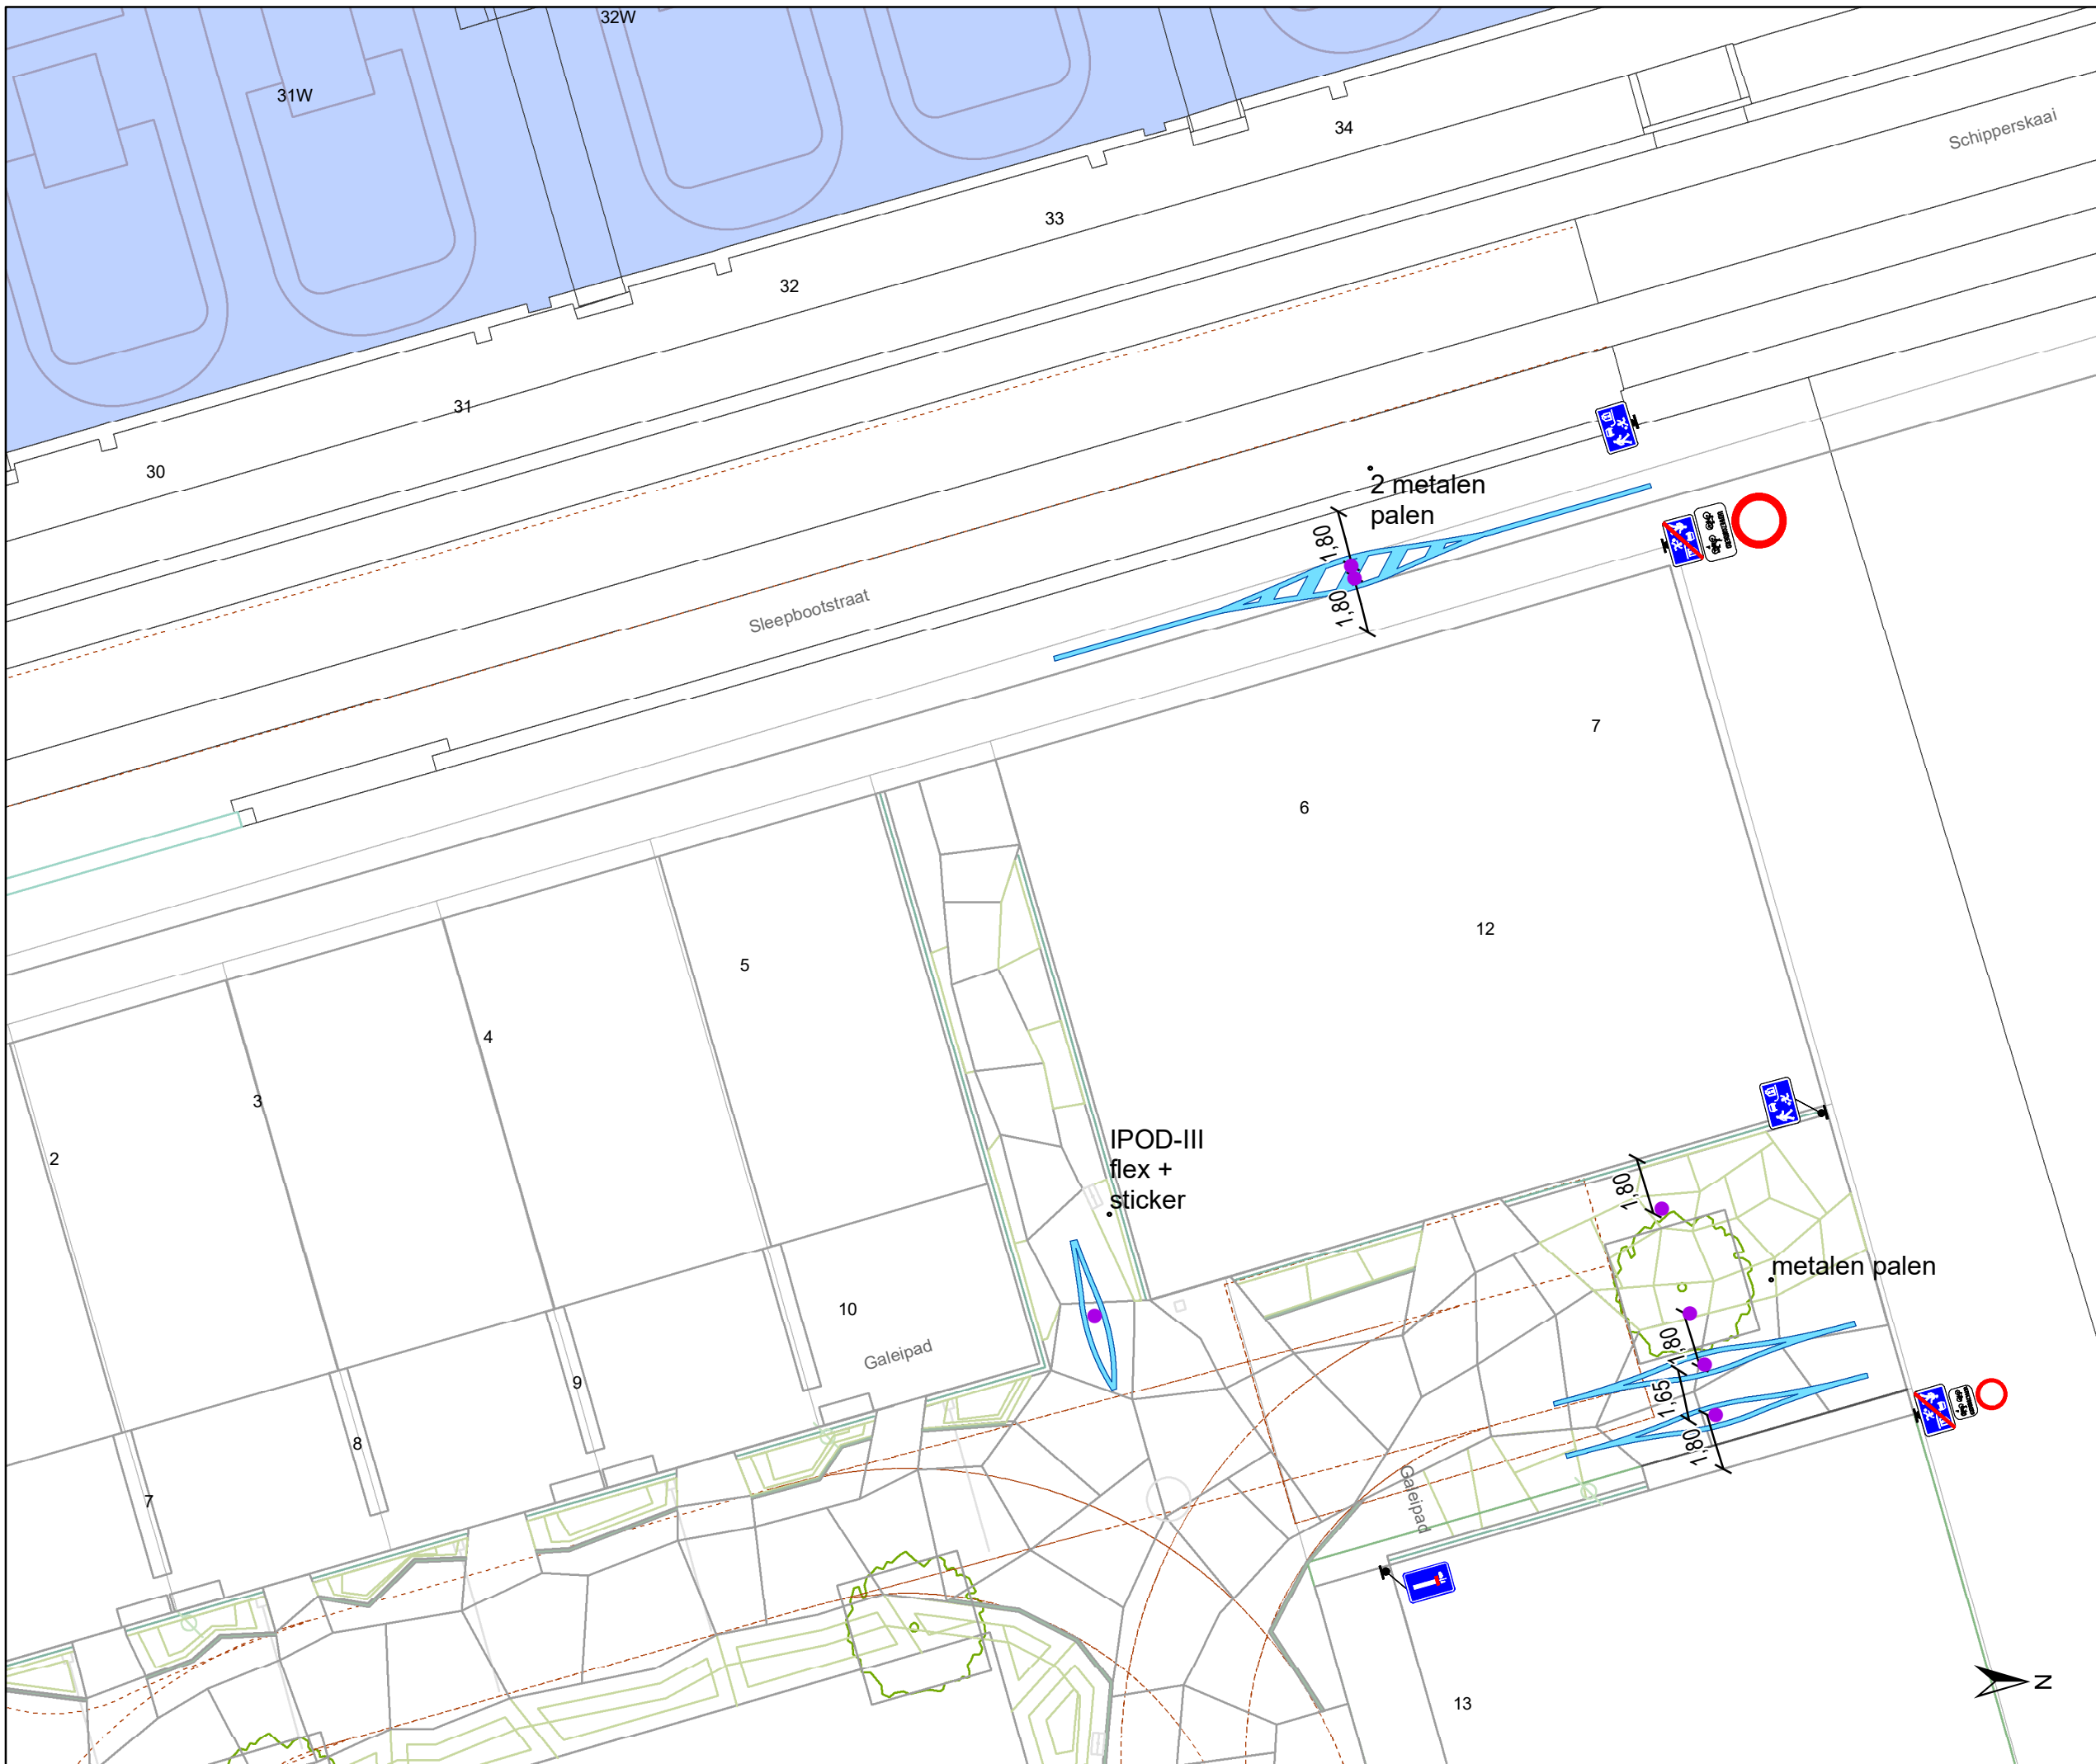 32W
31W
34
Schipperskaai
33
32
31
30
2 metalen
palen
1,80
1,80
Sleepbootstraat
7
6
12
5
4
3
2
IPOD-III
flex +
sticker
1,80
metalen palen
10
Galeipad
1,80
1,65
1,80
9
8
7
Galeipad
13
N